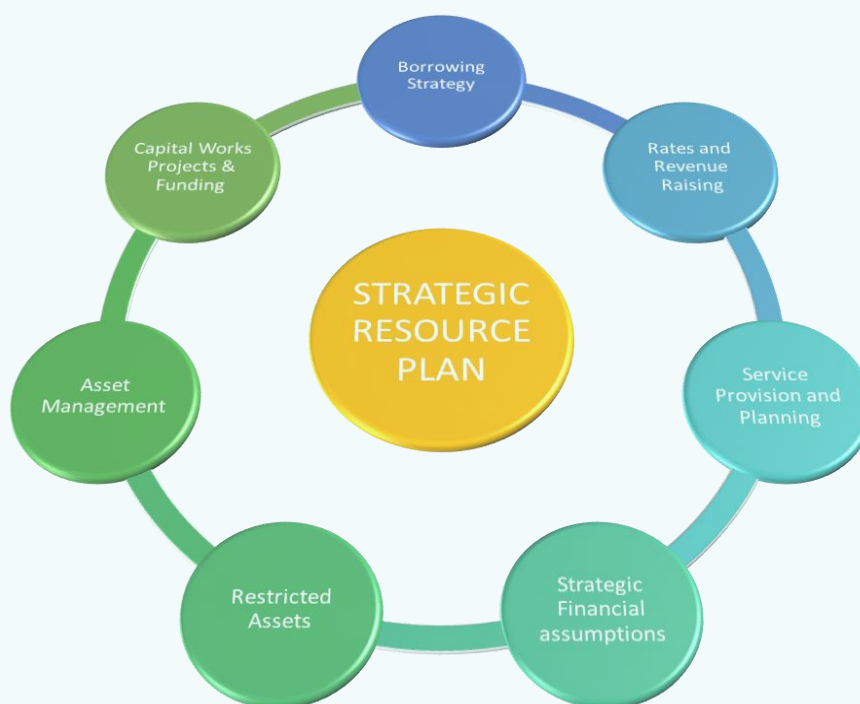 Borrowing
Strategy
Rates and
Revenue
Raising
Service
Provision and
Planning
Strategic
Financial
assumptions
Restricted
Assets
Asset
Management
Capital Works
Projects &
Funding
STRATEGIC
RESOURCE
PLAN